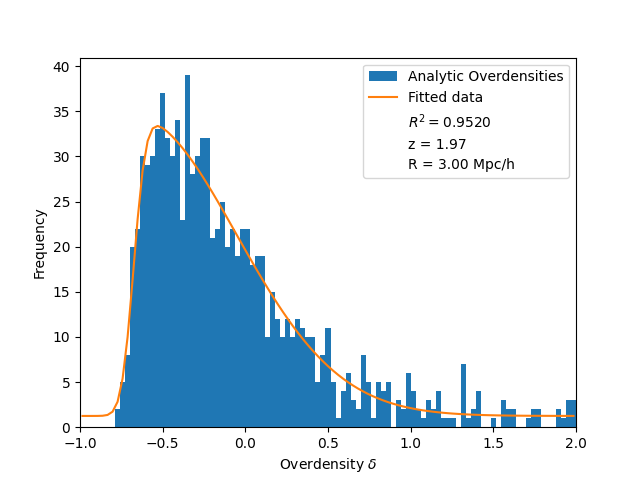 Analytic Overdensities
Fitted data
R² = 0.9520
z = 1.97
R = 3.00 Mpc/h
Frequency
40
35
30
25
20
15
10
5
0
−1.0 −0.5 0.0 0.5 1.0 1.5 2.0
Overdensity δ